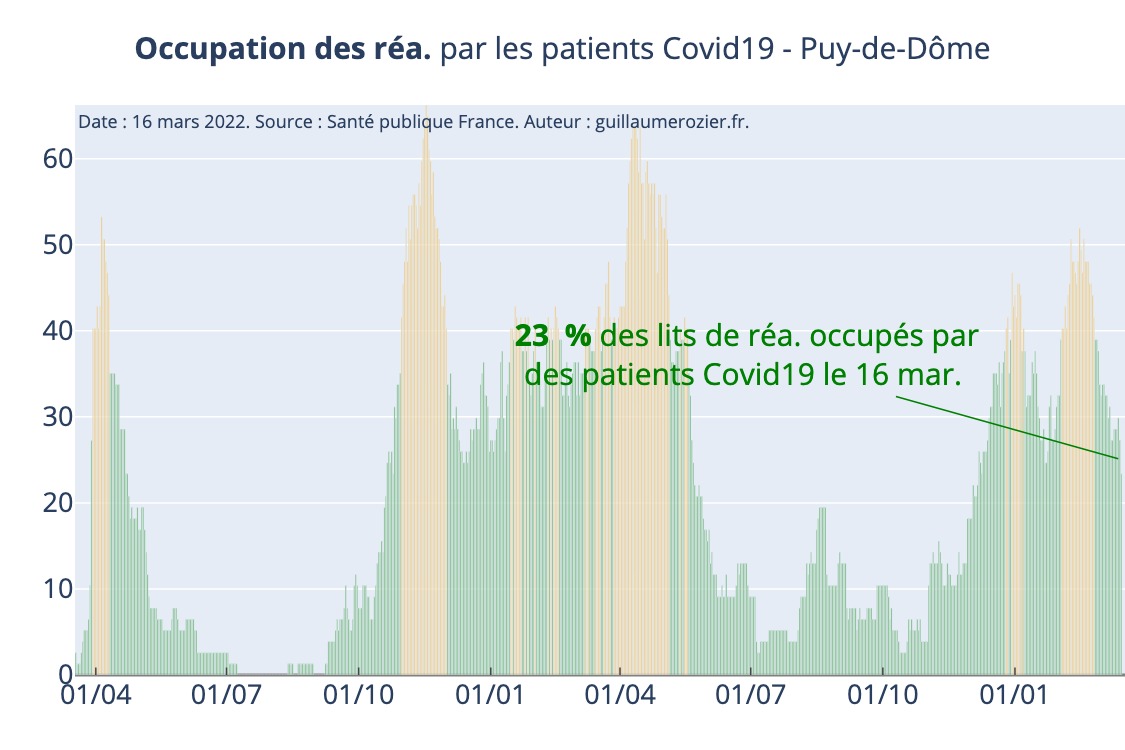 Occupation des réa. par les patients Covid19 - Puy-de-Dôme
Date : 16 mars 2022. Source : Santé publique France. Auteur : guillaumerozier.fr.
60
50
40
23 % des lits de réa. occupés par
des patients Covid19 le 16 mar.
30
20
10
0
01/04 01/07 01/10 01/01 01/04 01/07 01/10 01/01